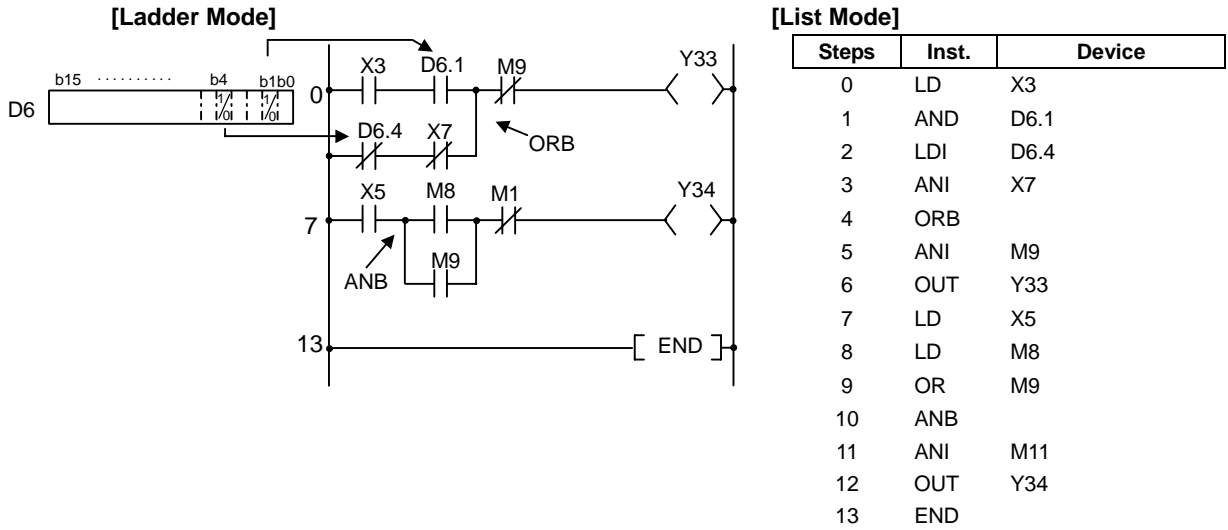 [Ladder Mode]
b15 .......... b4 b1b0
D6
1/0 1/0
X3 D6.1 M9 Y33
0
D6.4 X7
ORB
X5 M8 M1 Y34
7
M9
ANB
13 END
[List Mode]
Steps Inst. Device
0 LD X3
1 AND D6.1
2 LDI D6.4
3 ANI X7
4 ORB
5 ANI M9
6 OUT Y33
7 LD X5
8 LD M8
9 OR M9
10 ANB
11 ANI M11
12 OUT Y34
13 END